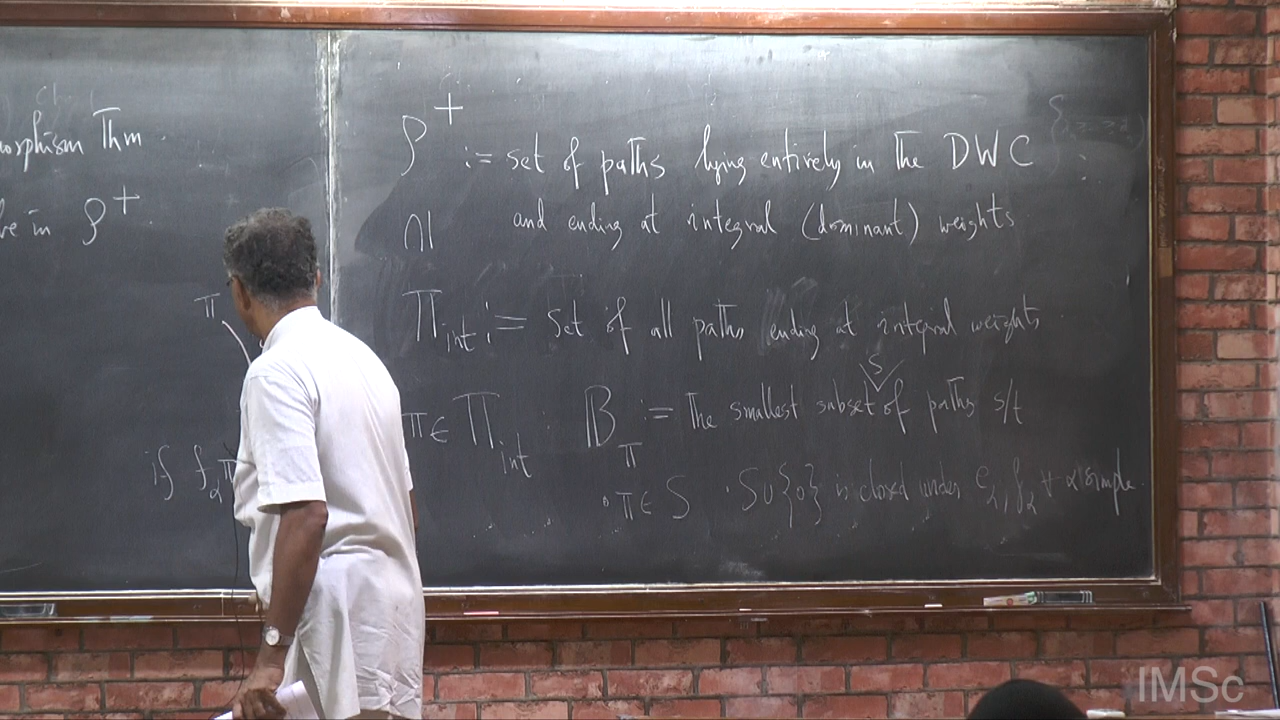 orphism Thm.
ve in 𝒫⁺.
π
if f_α π
𝒫⁺ := set of paths lying entirely in the DWC
and ending at integral (dominant) weights
∩|
Π_int := set of all paths ending at integral weights.
π ∈ Π_int : 𝔹_π := The smallest subset S of paths s/t
• π ∈ S • S ∪ {0} is closed under e_α, f_α ∀ α simple.
IMSc